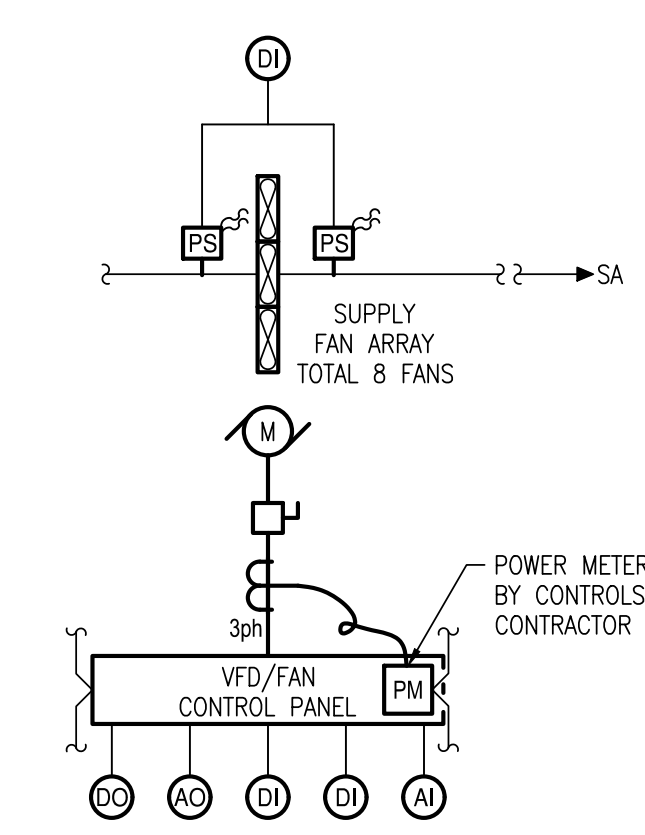 DI
PS
PS
SA
SUPPLY
FAN ARRAY
TOTAL 8 FANS
M
POWER METER
BY CONTROLS
CONTRACTOR
3ph
VFD/FAN
CONTROL PANEL
PM
DO
AO
DI
DI
AI